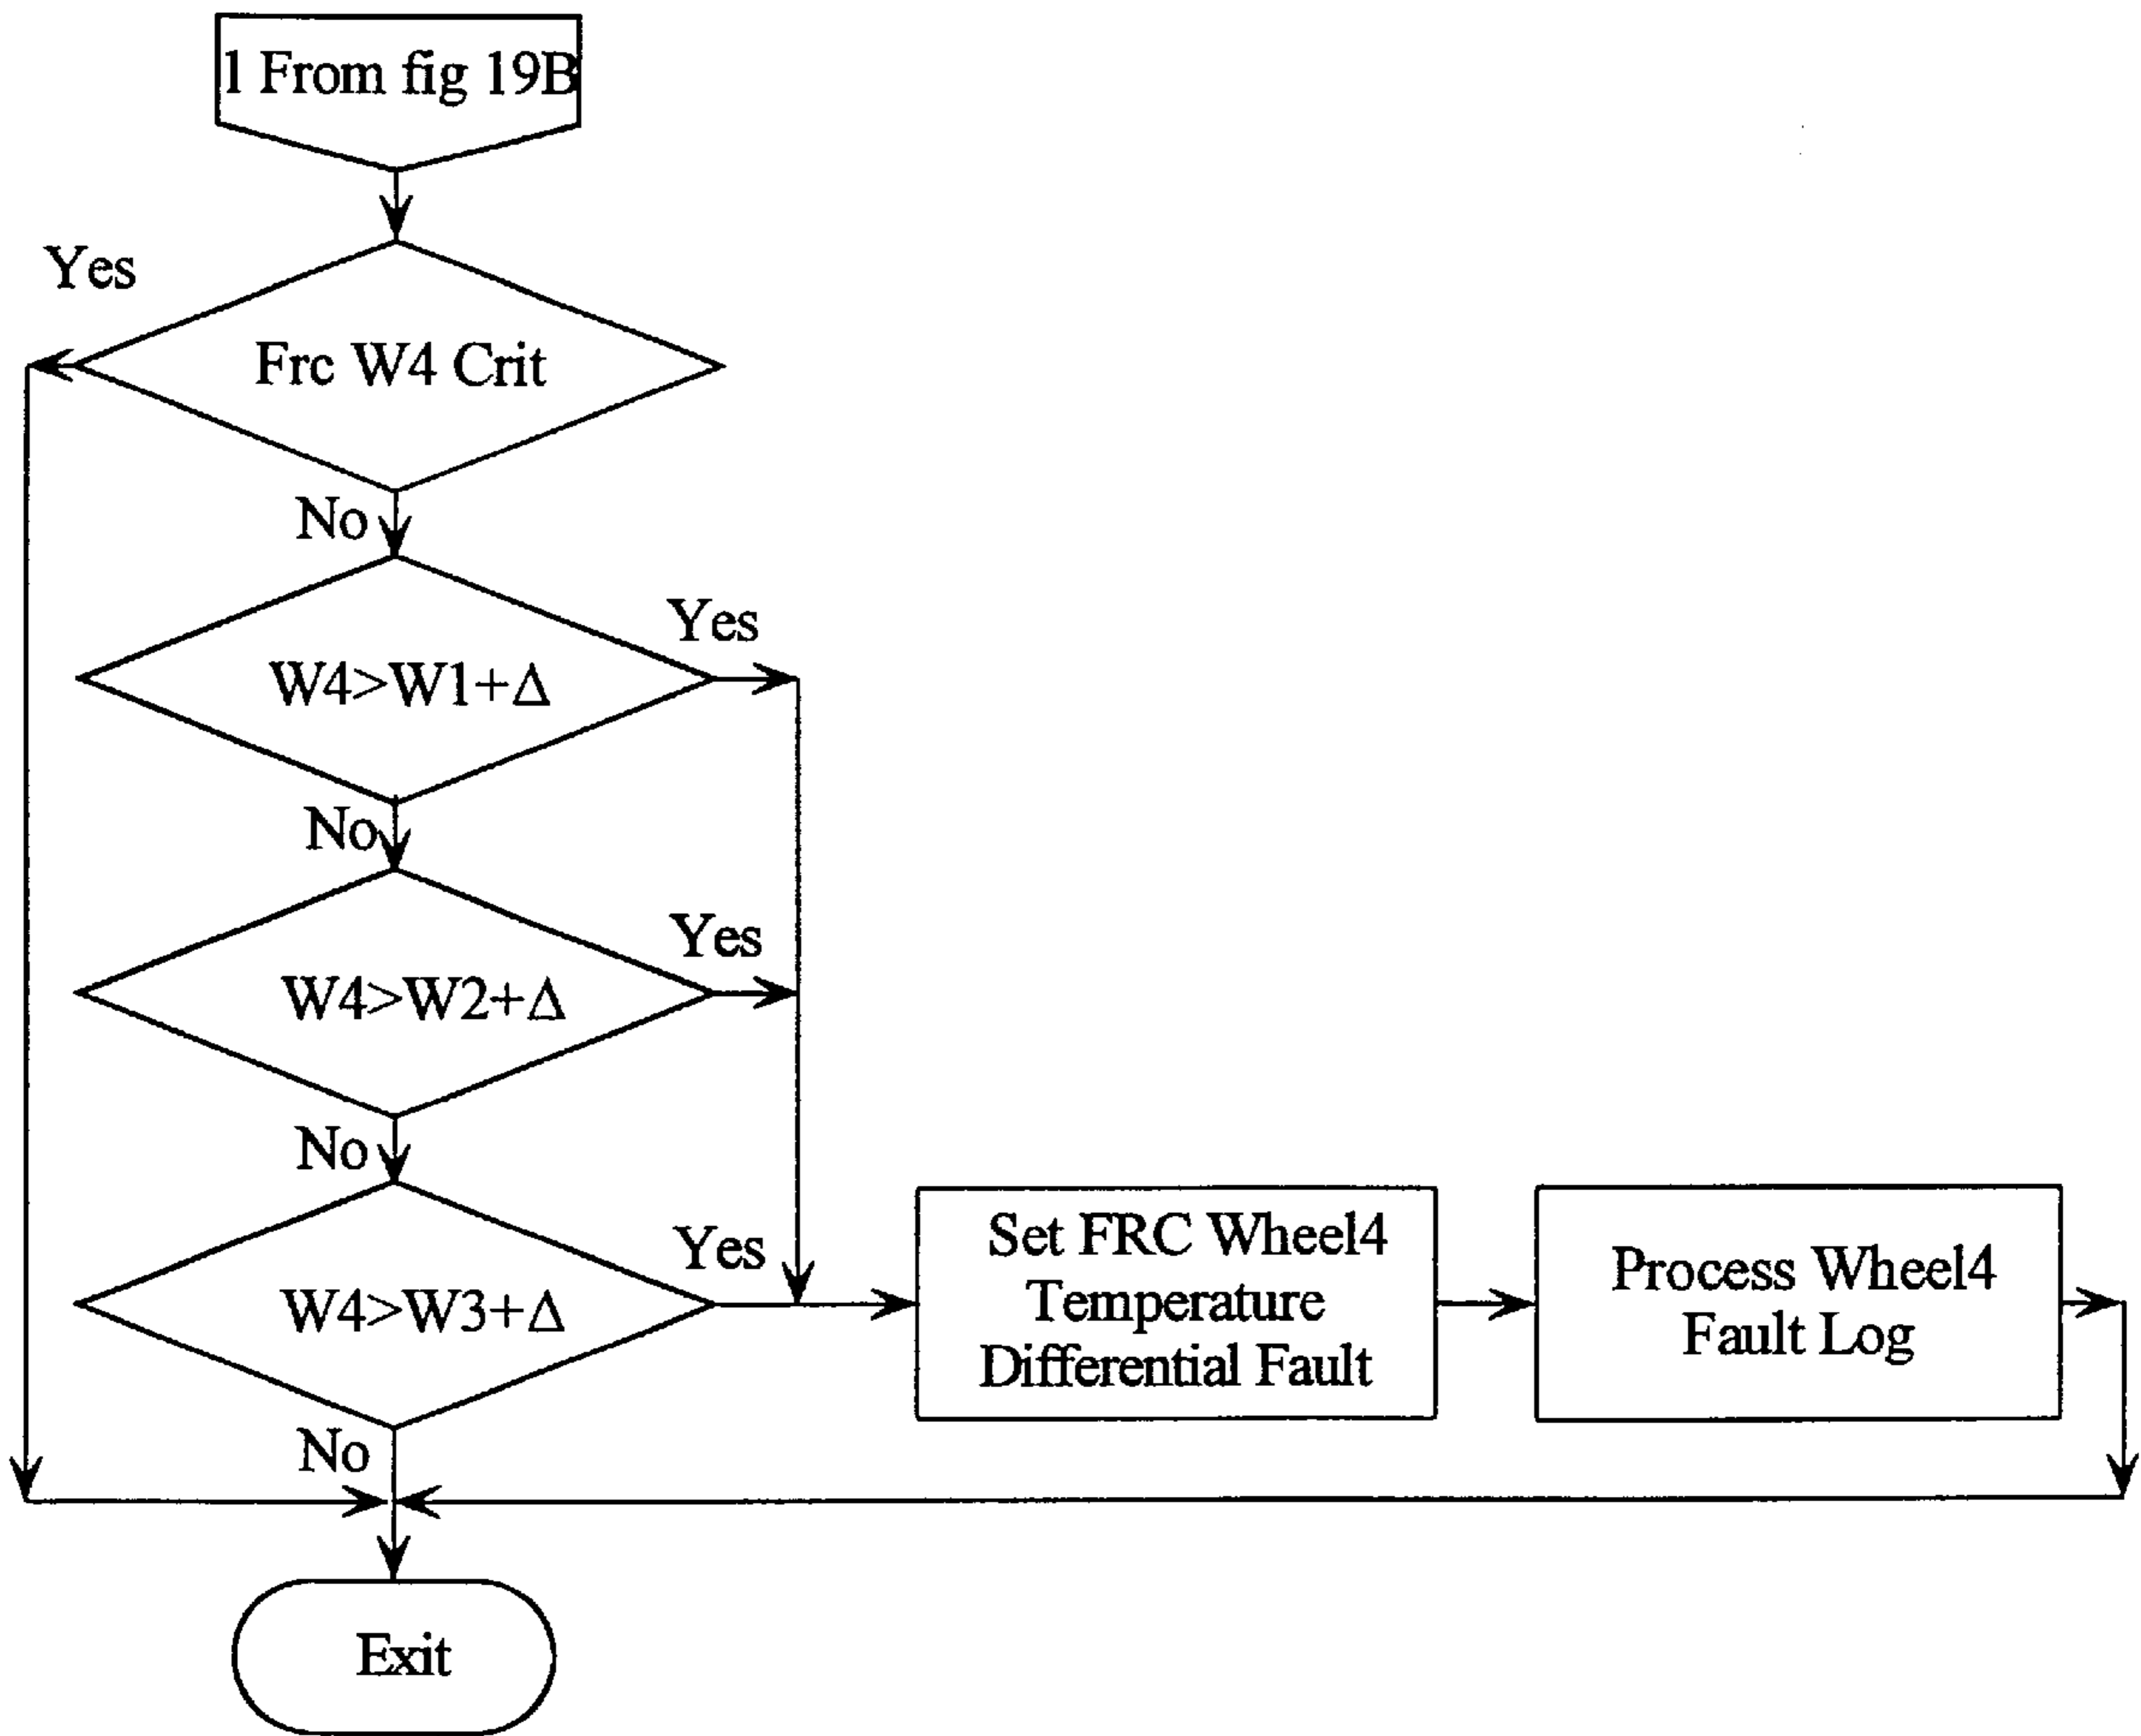 1 From fig 19B
Yes
Frc W4 Crit
No
Yes
W4>W1+Δ
No
Yes
W4>W2+Δ
No
Yes
W4>W3+Δ
Set FRC Wheel4
Temperature
Differential Fault
Process Wheel4
Fault Log
No
Exit